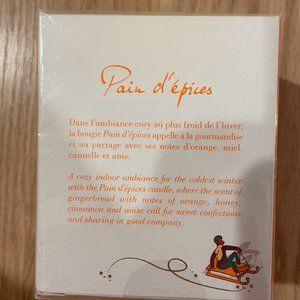 Pain d'épices
Dans l'ambiance cosy au plus froid de l'hiver,
la bougie Pain d'épices appelle à la gourmandise
et au partage avec ses notes d'orange, miel,
cannelle et anis.
A cozy indoor ambiance for the coldest winter
with the Pain d'épices candle, where the scent of
gingerbread with notes of orange, honey,
cinnamon and anise call for sweet confections
and sharing in good company.